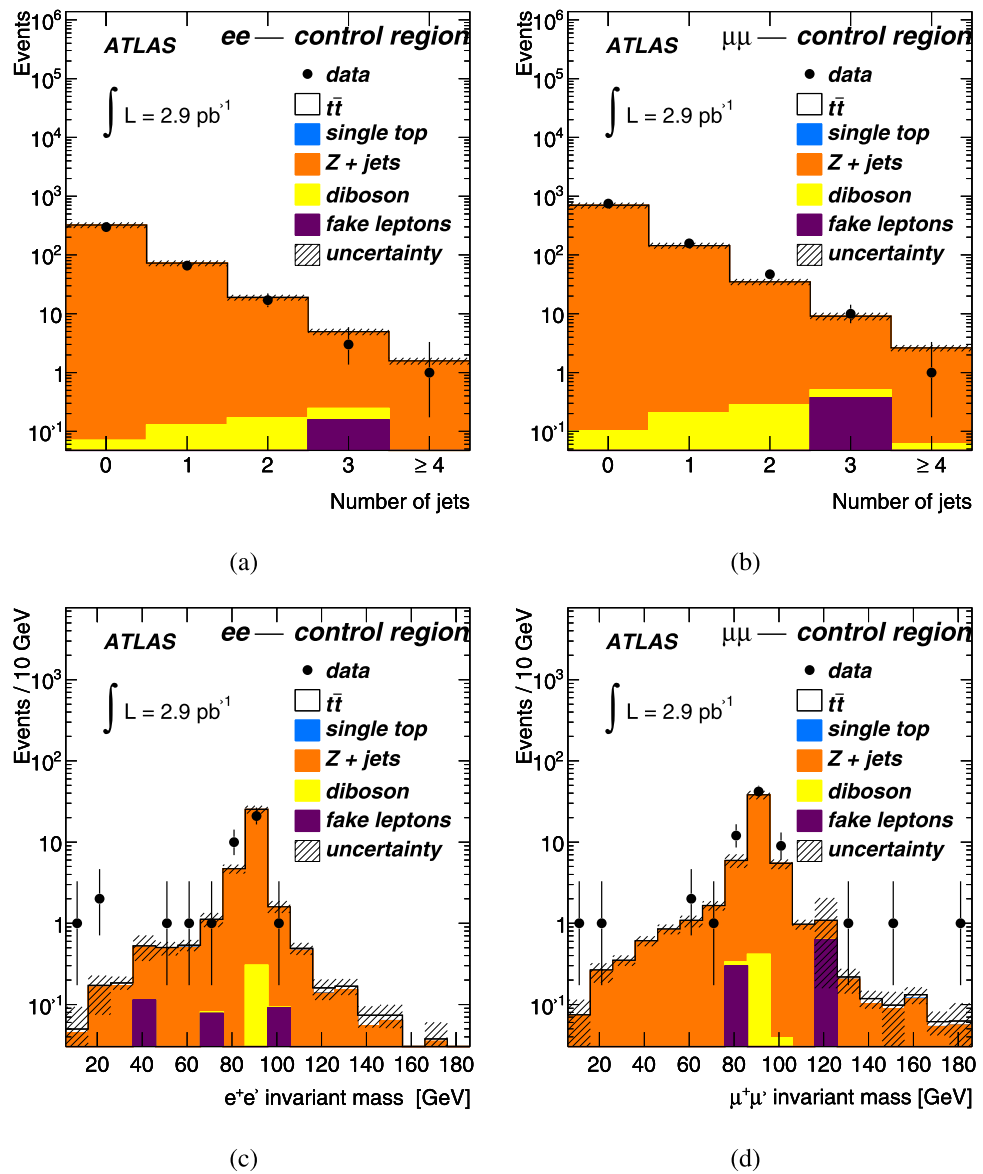 Events
10⁶
10⁵
10⁴
10³
10²
10
1
10⁻¹
ATLAS
ee — control region
∫ L = 2.9 pb›¹
data
tt̄
single top
Z + jets
diboson
fake leptons
uncertainty
0 1 2 3 ≥ 4
Number of jets
(a)
Events
10⁶
10⁵
10⁴
10³
10²
10
1
10⁻¹
ATLAS
μμ — control region
∫ L = 2.9 pb›¹
data
tt̄
single top
Z + jets
diboson
fake leptons
uncertainty
0 1 2 3 ≥ 4
Number of jets
(b)
Events / 10 GeV
10³
10²
10
1
10⁻¹
ATLAS
ee — control region
∫ L = 2.9 pb›¹
data
tt̄
single top
Z + jets
diboson
fake leptons
uncertainty
20 40 60 80 100 120 140 160 180
e⁺e› invariant mass [GeV]
(c)
Events / 10 GeV
10³
10²
10
1
10⁻¹
ATLAS
μμ — control region
∫ L = 2.9 pb›¹
data
tt̄
single top
Z + jets
diboson
fake leptons
uncertainty
20 40 60 80 100 120 140 160 180
μ⁺μ› invariant mass [GeV]
(d)